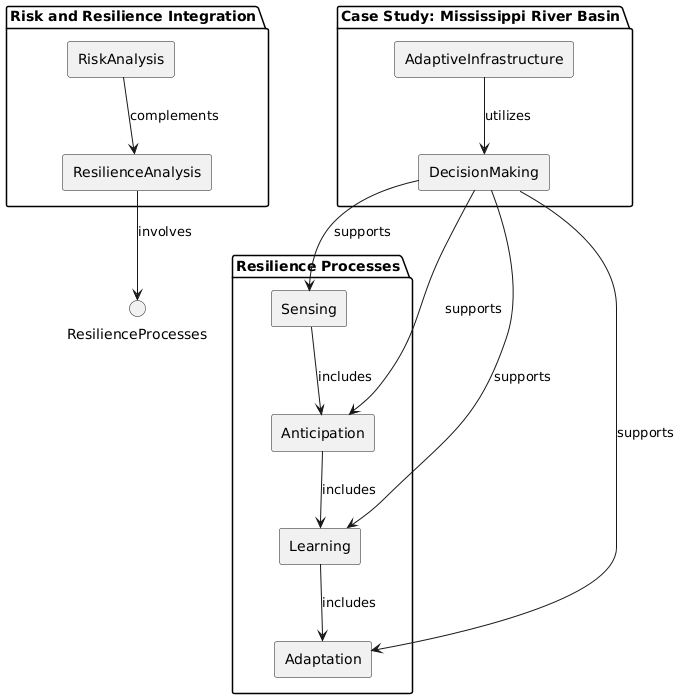 Risk and Resilience Integration
Case Study: Mississippi River Basin
RiskAnalysis
AdaptiveInfrastructure
complements
utilizes
ResilienceAnalysis
DecisionMaking
involves
supports
Resilience Processes
Sensing
supports
ResilienceProcesses
includes
supports
Anticipation
supports
includes
Learning
includes
Adaptation